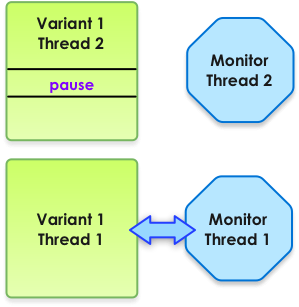 Variant 1
Thread 2
pause
Monitor
Thread 2
Variant 1
Thread 1
Monitor
Thread 1